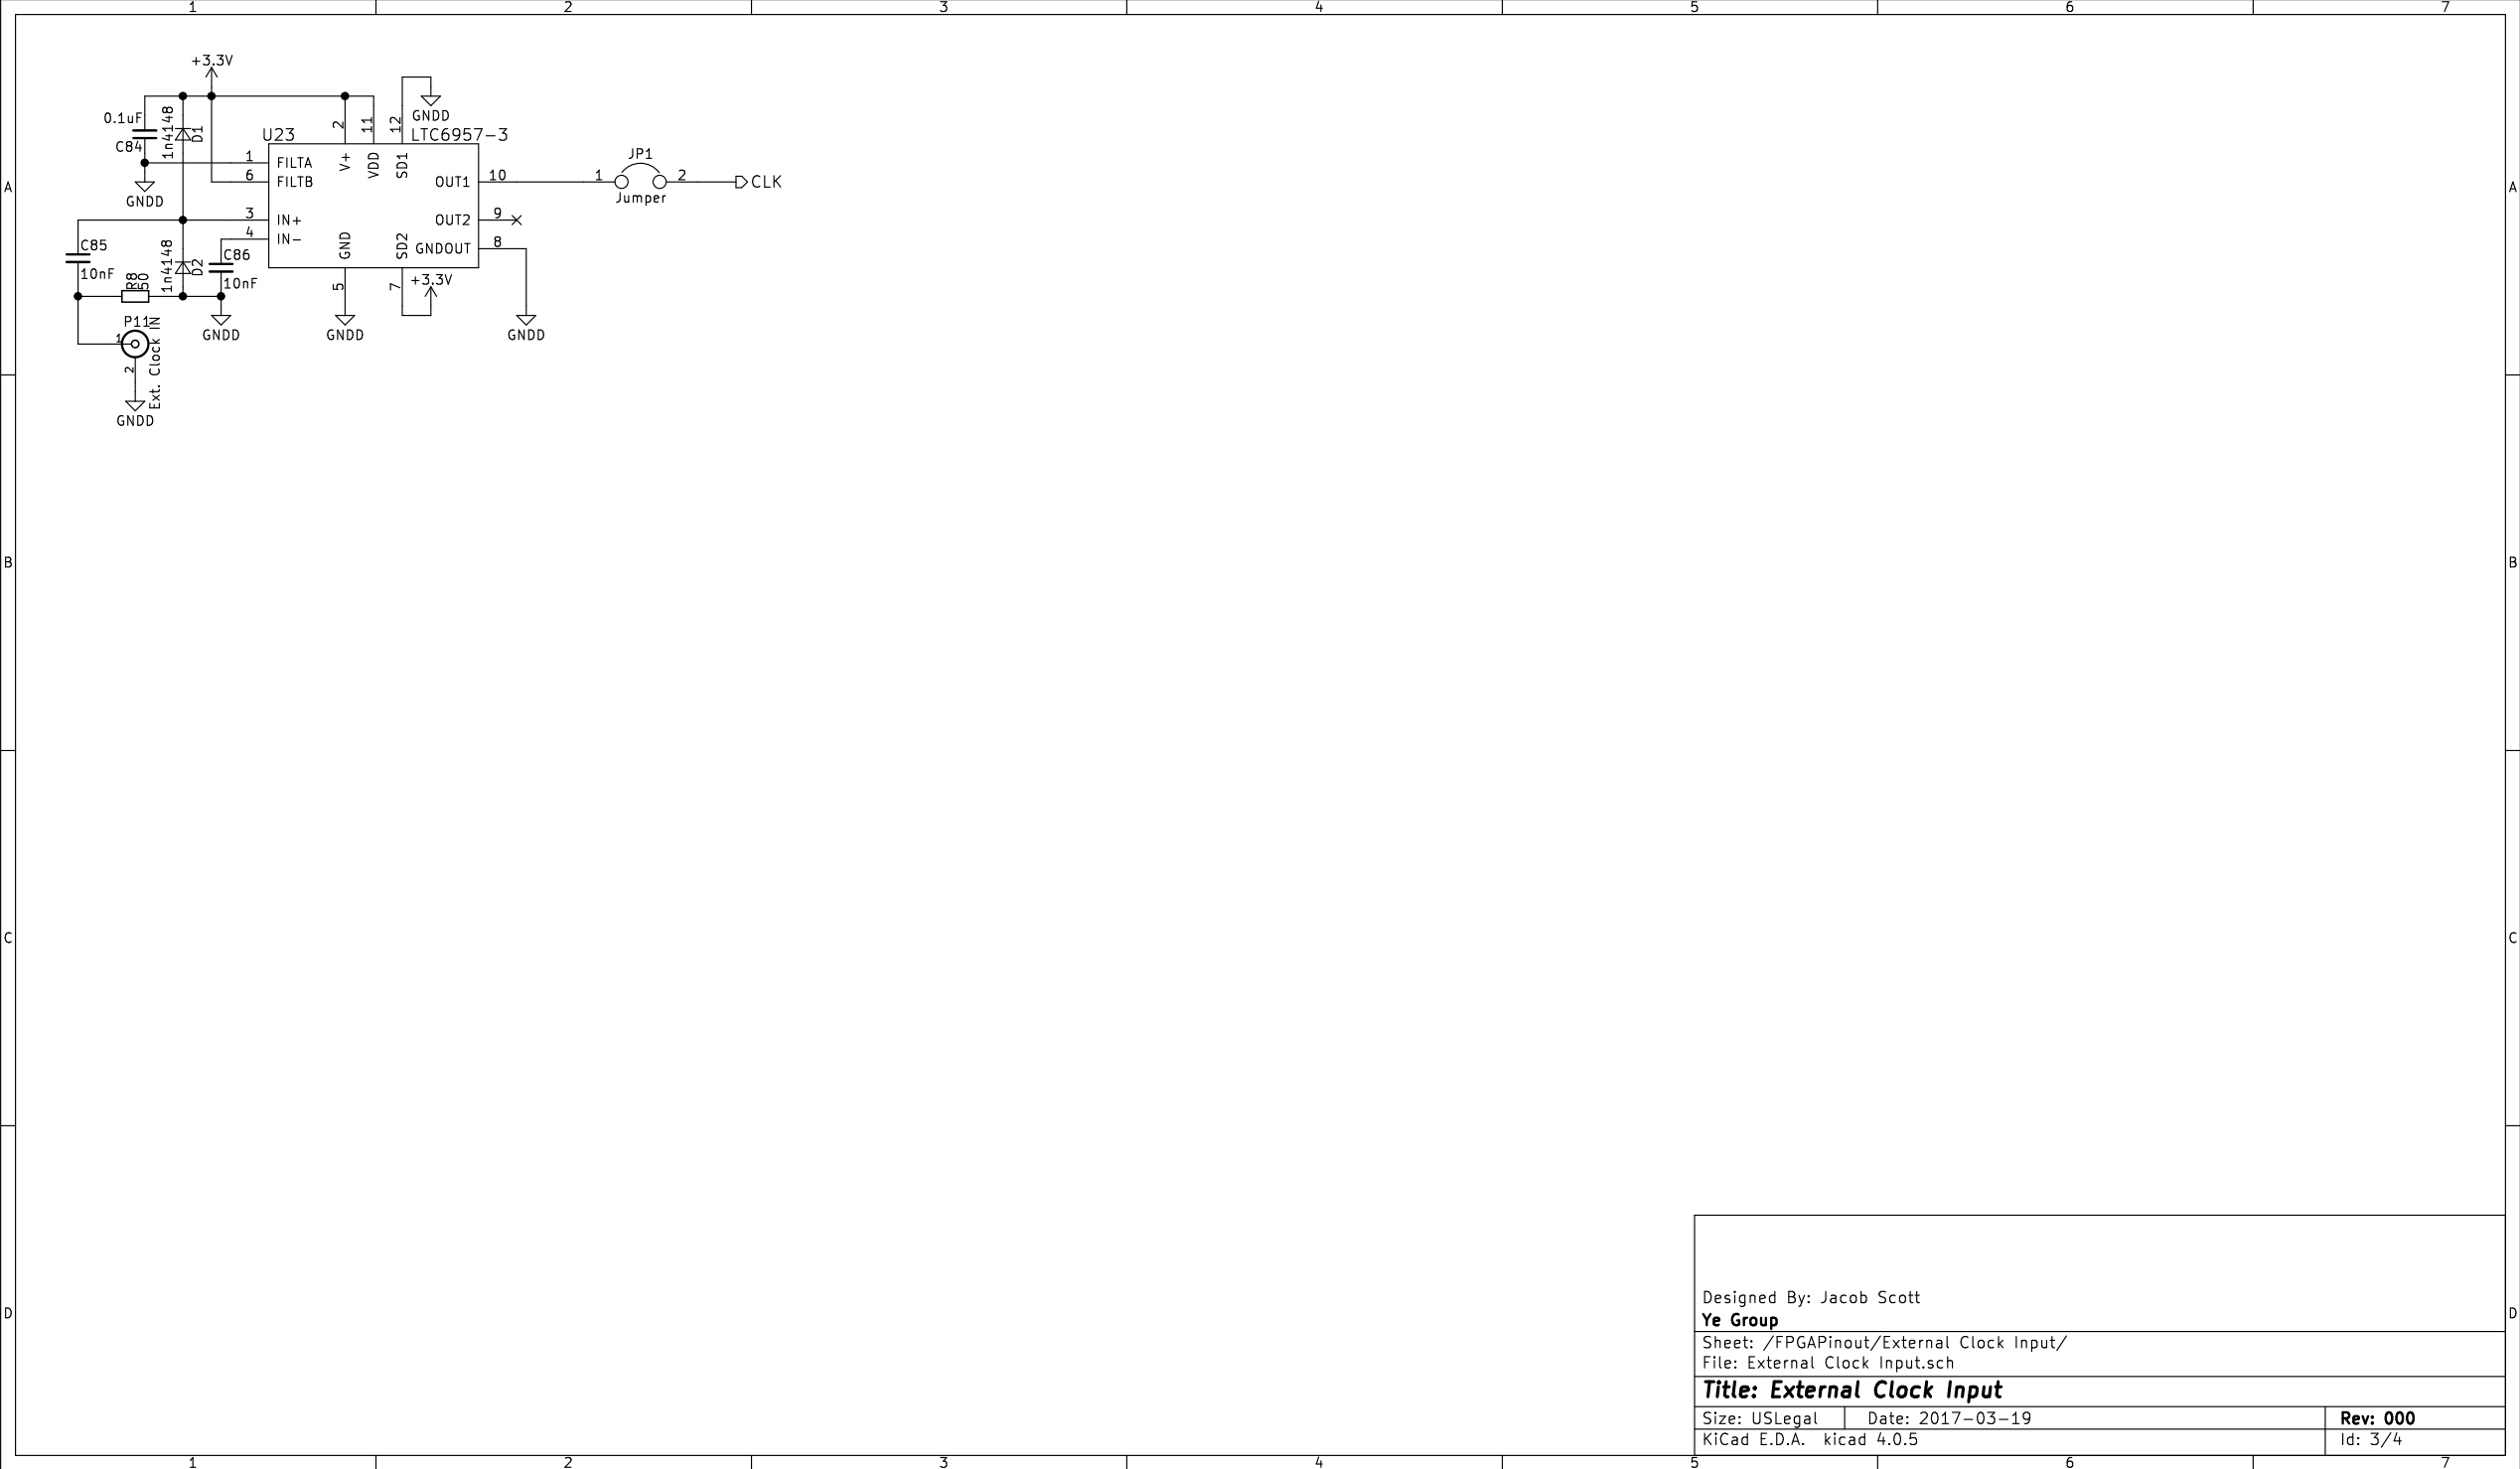 1 2 3 4 5 6 7
+3.3V
GNDD
0.1uF
C84
1n4148
D1
2
11
12
U23
LTC6957-3
1
FILTA
6
FILTB
V+
VDD
SD1
OUT1
10
JP1
1
2
Jumper
CLK
A
A
GNDD
3
IN+
4
IN-
OUT2
9
GNDOUT
8
GND
SD2
C85
10nF
1n4148
D2
C86
10nF
R8
50
5
7
+3.3V
GNDD
GNDD
GNDD
P11
1
2
Ext. Clock IN
GNDD
B
B
C
C
D
D
Designed By: Jacob Scott
Ye Group
Sheet: /FPGAPinout/External Clock Input/
File: External Clock Input.sch
Title: External Clock Input
Size: USLegal
Date: 2017-03-19
Rev: 000
KiCad E.D.A. kicad 4.0.5
Id: 3/4
1 2 3 4 5 6 7